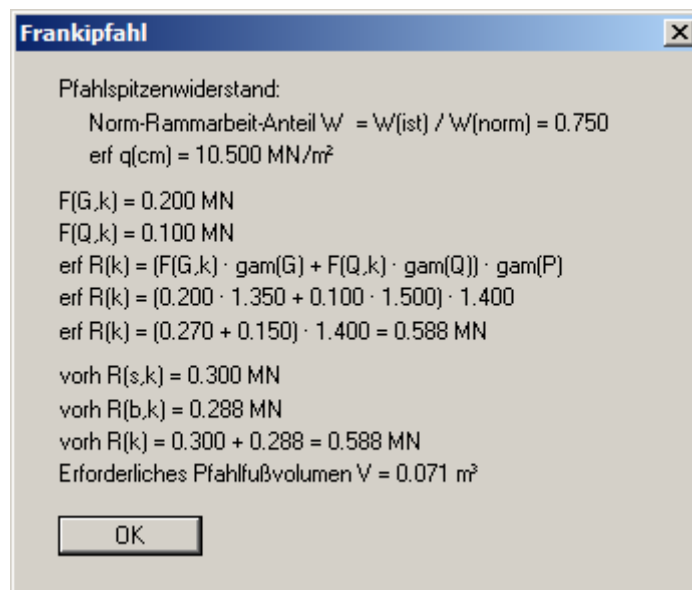 Frankipfahl
Pfahlspitzenwiderstand:
Norm-Rammarbeit-Anteil W = W(ist) / W(norm) = 0.750
erf q(cm) = 10.500 MN/m²
F(G,k) = 0.200 MN
F(Q,k) = 0.100 MN
erf R(k) = (F(G,k) · gam(G) + F(Q,k) · gam(Q)) · gam(P)
erf R(k) = (0.200 · 1.350 + 0.100 · 1.500) · 1.400
erf R(k) = (0.270 + 0.150) · 1.400 = 0.588 MN
vorh R(s,k) = 0.300 MN
vorh R(b,k) = 0.288 MN
vorh R(k) = 0.300 + 0.288 = 0.588 MN
Erforderliches Pfahlfußvolumen V = 0.071 m³
OK